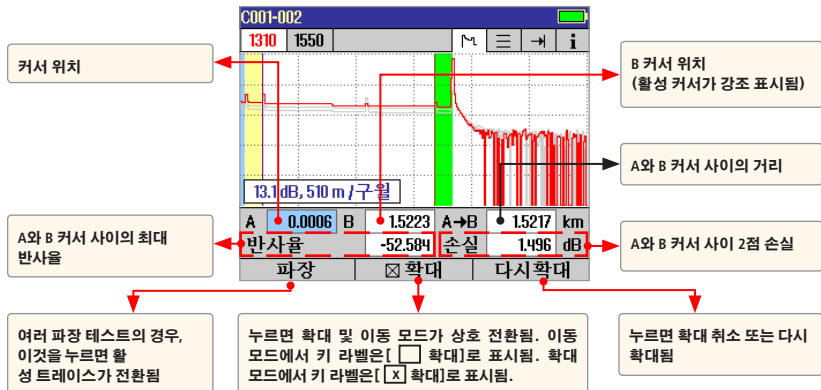 C001-002
1310 1550 i
커서 위치
B 커서 위치
(활성 커서가 강조 표시됨)
A와 B 커서 사이의 거리
13.1 dB, 510 m /구월
A 0.0006 B 1.5223 A→B 1.5217 km
반사율 -52.584 손실 1.496 dB
A와 B 커서 사이의 최대
반사율
A와 B 커서 사이 2점 손실
파장 ☒ 확대 다시확대
여러 파장 테스트의 경우,
이것을 누르면 활
성 트레이스가 전환됨
누르면 확대 및 이동 모드가 상호 전환됨. 이동
모드에서 키 라벨은[ ☐ 확대]로 표시됨. 확대
모드에서 키 라벨은[ X 확대]로 표시됨.
누르면 확대 취소 또는 다시
확대됨